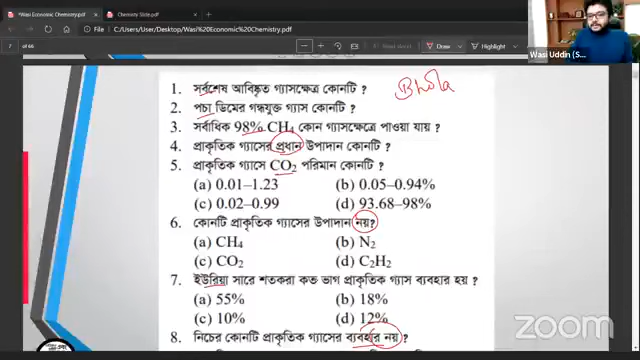 *Wasi Economic Chemistry.pdf
Chemistry Slide.pdf
File
C:/Users/User/Desktop/Wasi%20Economic%20Chemistry.pdf
7 of 66
Draw
Highlight
Wasi Uddin (S
1. সর্বশেষ আবিষ্কৃত গ্যাসক্ষেত্র কোনটি ?
Bhola
2. পচা ডিমের গন্ধযুক্ত গ্যাস কোনটি ?
3. সর্বাধিক 98% CH4 কোন গ্যাসক্ষেত্রে পাওয়া যায় ?
4. প্রাকৃতিক গ্যাসের প্রধান উপাদান কোনটি ?
5. প্রাকৃতিক গ্যাসে CO2 পরিমান কোনটি ?
(a) 0.01–1.23 (b) 0.05–0.94%
(c) 0.02–0.99 (d) 93.68–98%
6. কোনটি প্রাকৃতিক গ্যাসের উপাদান নয়?
(a) CH4 (b) N2
(c) CO2 (d) C2H2
7. ইউরিয়া সারে শতকরা কত ভাগ প্রাকৃতিক গ্যাস ব্যবহার হয় ?
(a) 55% (b) 18%
(c) 10% (d) 12%
zoom
8. নিচের কোনটি প্রাকৃতিক গ্যাসের ব্যবহার নয় ?